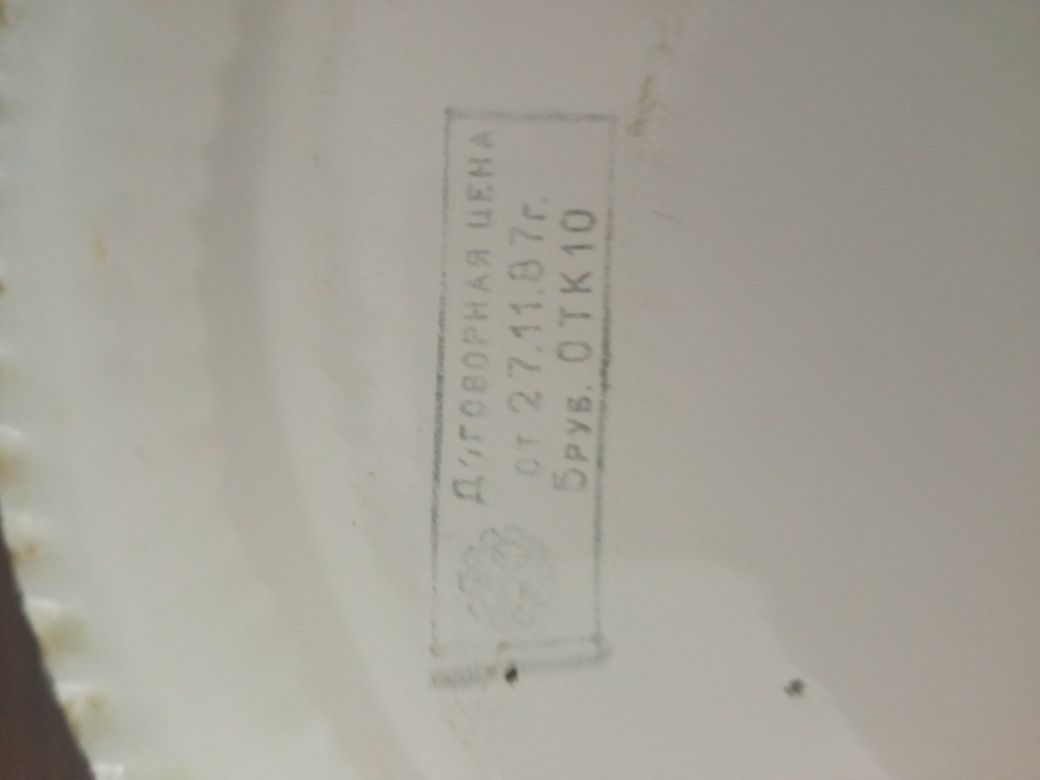 ДОГОВОРНАЯ ЦЕНА
от 27.11.87г.
5руб. ОТК10